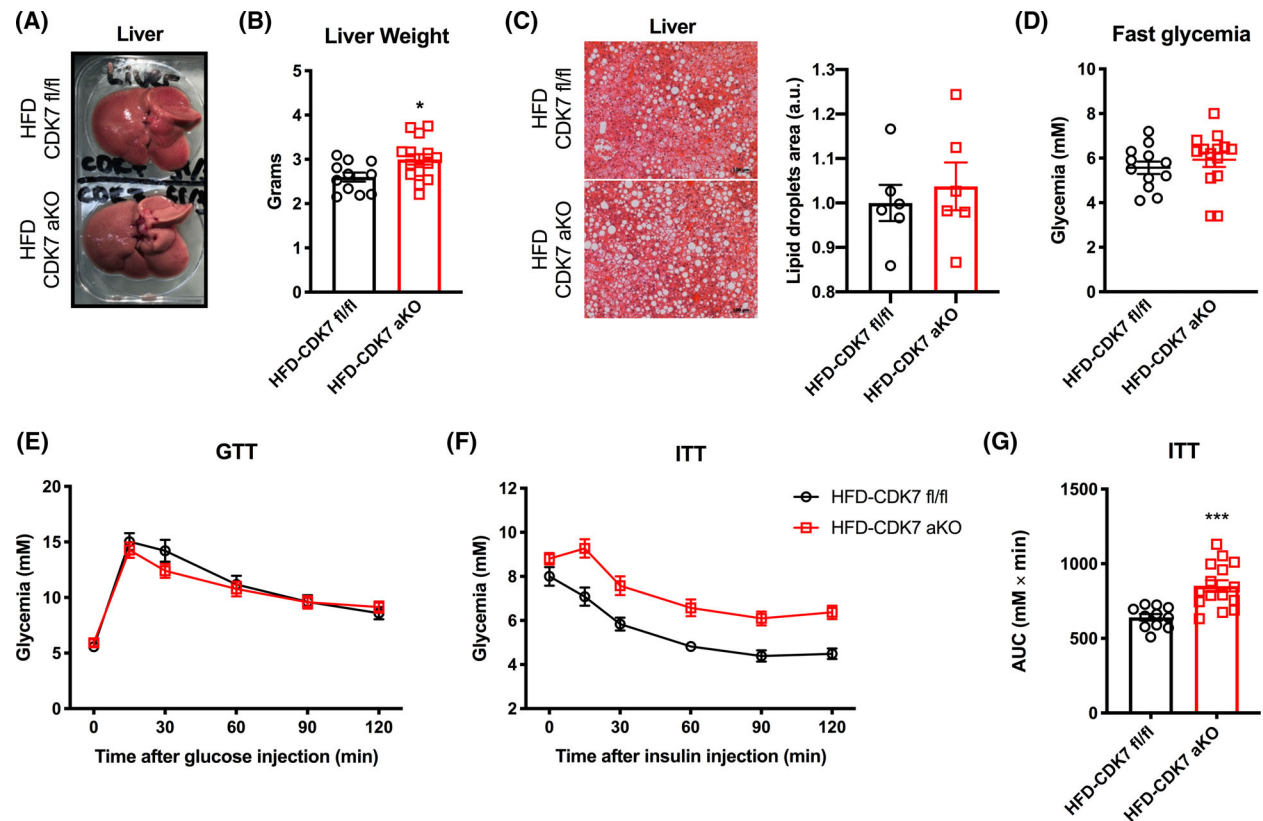 (A)
Liver
HFD
CDK7 fl/fl
HFD
CDK7 aKO
LIVER
(B)
Liver Weight
Grams
5
4
3
2
1
0
*
HFD-CDK7 fl/fl
HFD-CDK7 aKO
(C)
Liver
HFD
CDK7 fl/fl
HFD
CDK7 aKO
Lipid droplets area (a.u.)
1.3
1.2
1.1
1.0
0.9
0.8
HFD-CDK7 fl/fl
HFD-CDK7 aKO
(D)
Fast glycemia
Glycemia (mM)
10
8
6
4
2
0
HFD-CDK7 fl/fl
HFD-CDK7 aKO
(E)
GTT
Glycemia (mM)
20
15
10
5
0
0 30 60 90 120
Time after glucose injection (min)
(F)
ITT
Glycemia (mM)
12
10
8
6
4
2
0 30 60 90 120
Time after insulin injection (min)
HFD-CDK7 fl/fl
HFD-CDK7 aKO
(G)
ITT
AUC (mM × min)
1500
1000
500
0
***
HFD-CDK7 fl/fl
HFD-CDK7 aKO